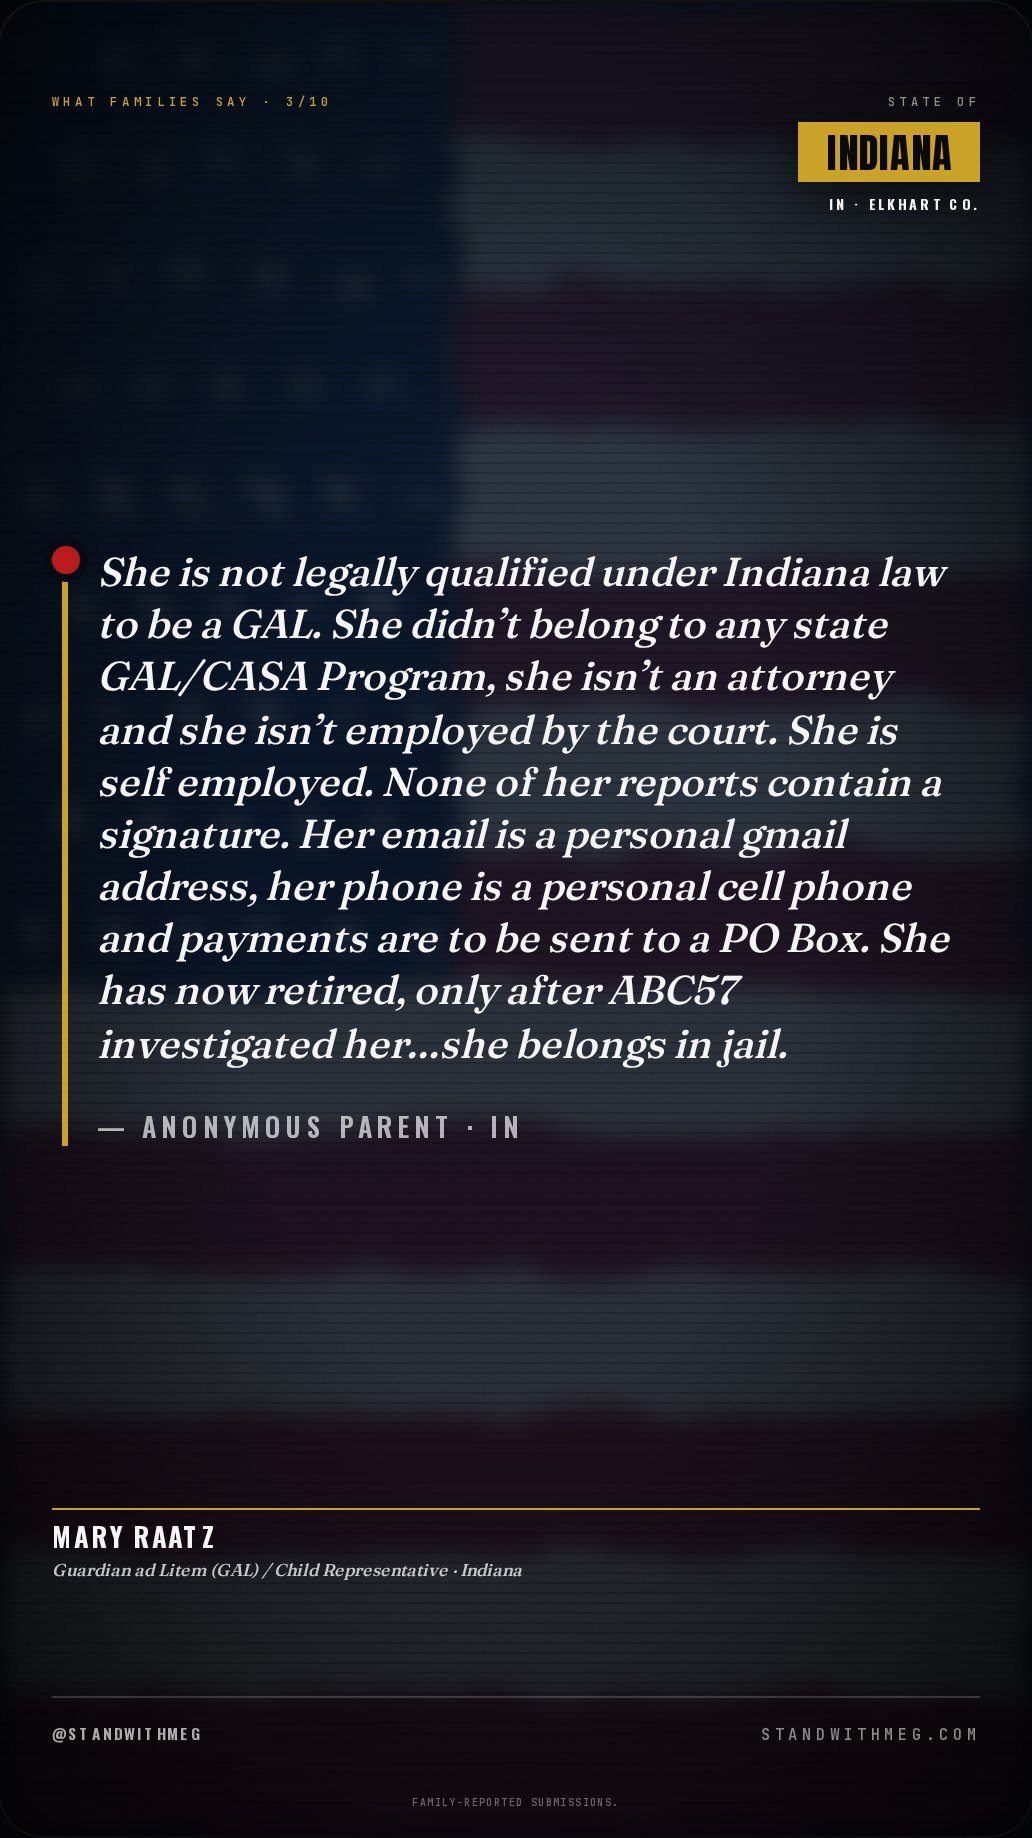 WHAT FAMILIES SAY · 3/10
STATE OF
INDIANA
IN · ELKHART CO.
She is not legally qualified under Indiana law
to be a GAL. She didn’t belong to any state
GAL/CASA Program, she isn’t an attorney
and she isn’t employed by the court. She is
self employed. None of her reports contain a
signature. Her email is a personal gmail
address, her phone is a personal cell phone
and payments are to be sent to a PO Box. She
has now retired, only after ABC57
investigated her...she belongs in jail.
— ANONYMOUS PARENT · IN
MARY RAATZ
Guardian ad Litem (GAL) / Child Representative · Indiana
@STANDWITHMEG
STANDWITHMEG.COM
FAMILY-REPORTED SUBMISSIONS.